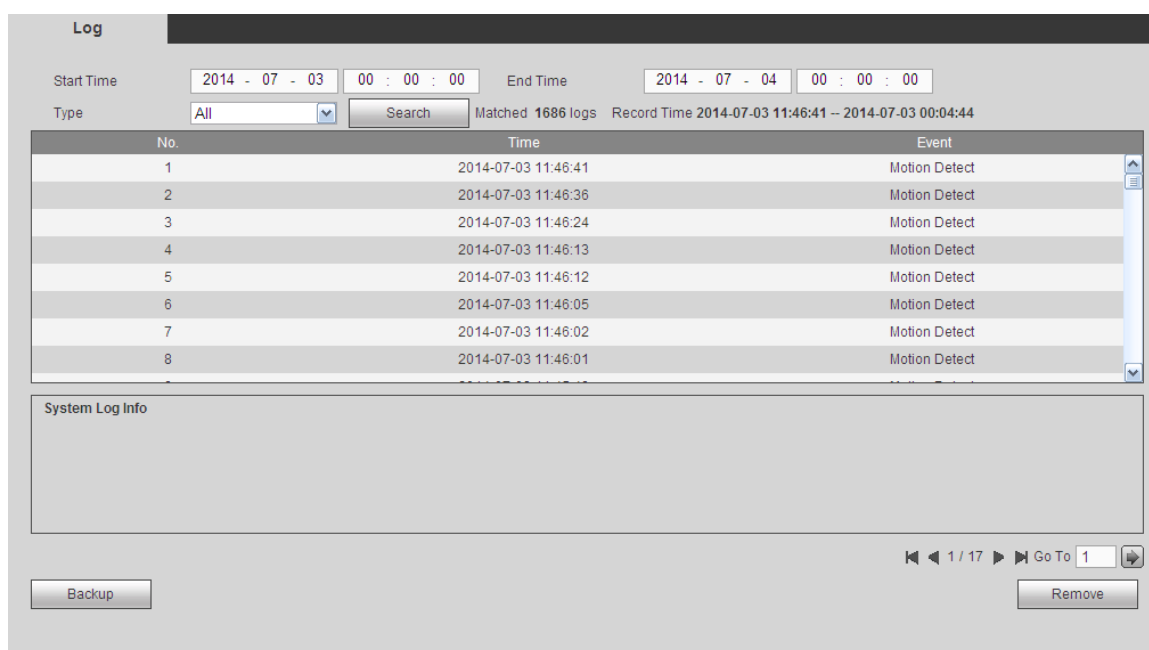 Log
Start Time 2014 - 07 - 03 00 : 00 : 00 End Time 2014 - 07 - 04 00 : 00 : 00
Type All Search Matched 1686 logs Record Time 2014-07-03 11:46:41 -- 2014-07-03 00:04:44
No. Time Event
1 2014-07-03 11:46:41 Motion Detect
2 2014-07-03 11:46:36 Motion Detect
3 2014-07-03 11:46:24 Motion Detect
4 2014-07-03 11:46:13 Motion Detect
5 2014-07-03 11:46:12 Motion Detect
6 2014-07-03 11:46:05 Motion Detect
7 2014-07-03 11:46:02 Motion Detect
8 2014-07-03 11:46:01 Motion Detect
System Log Info
1 / 17 Go To 1
Backup Remove